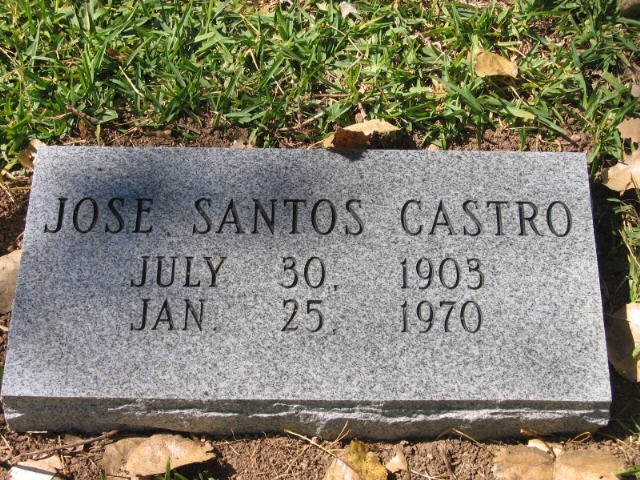 JOSE SANTOS CASTRO
JULY 30, 1903
JAN. 25, 1970